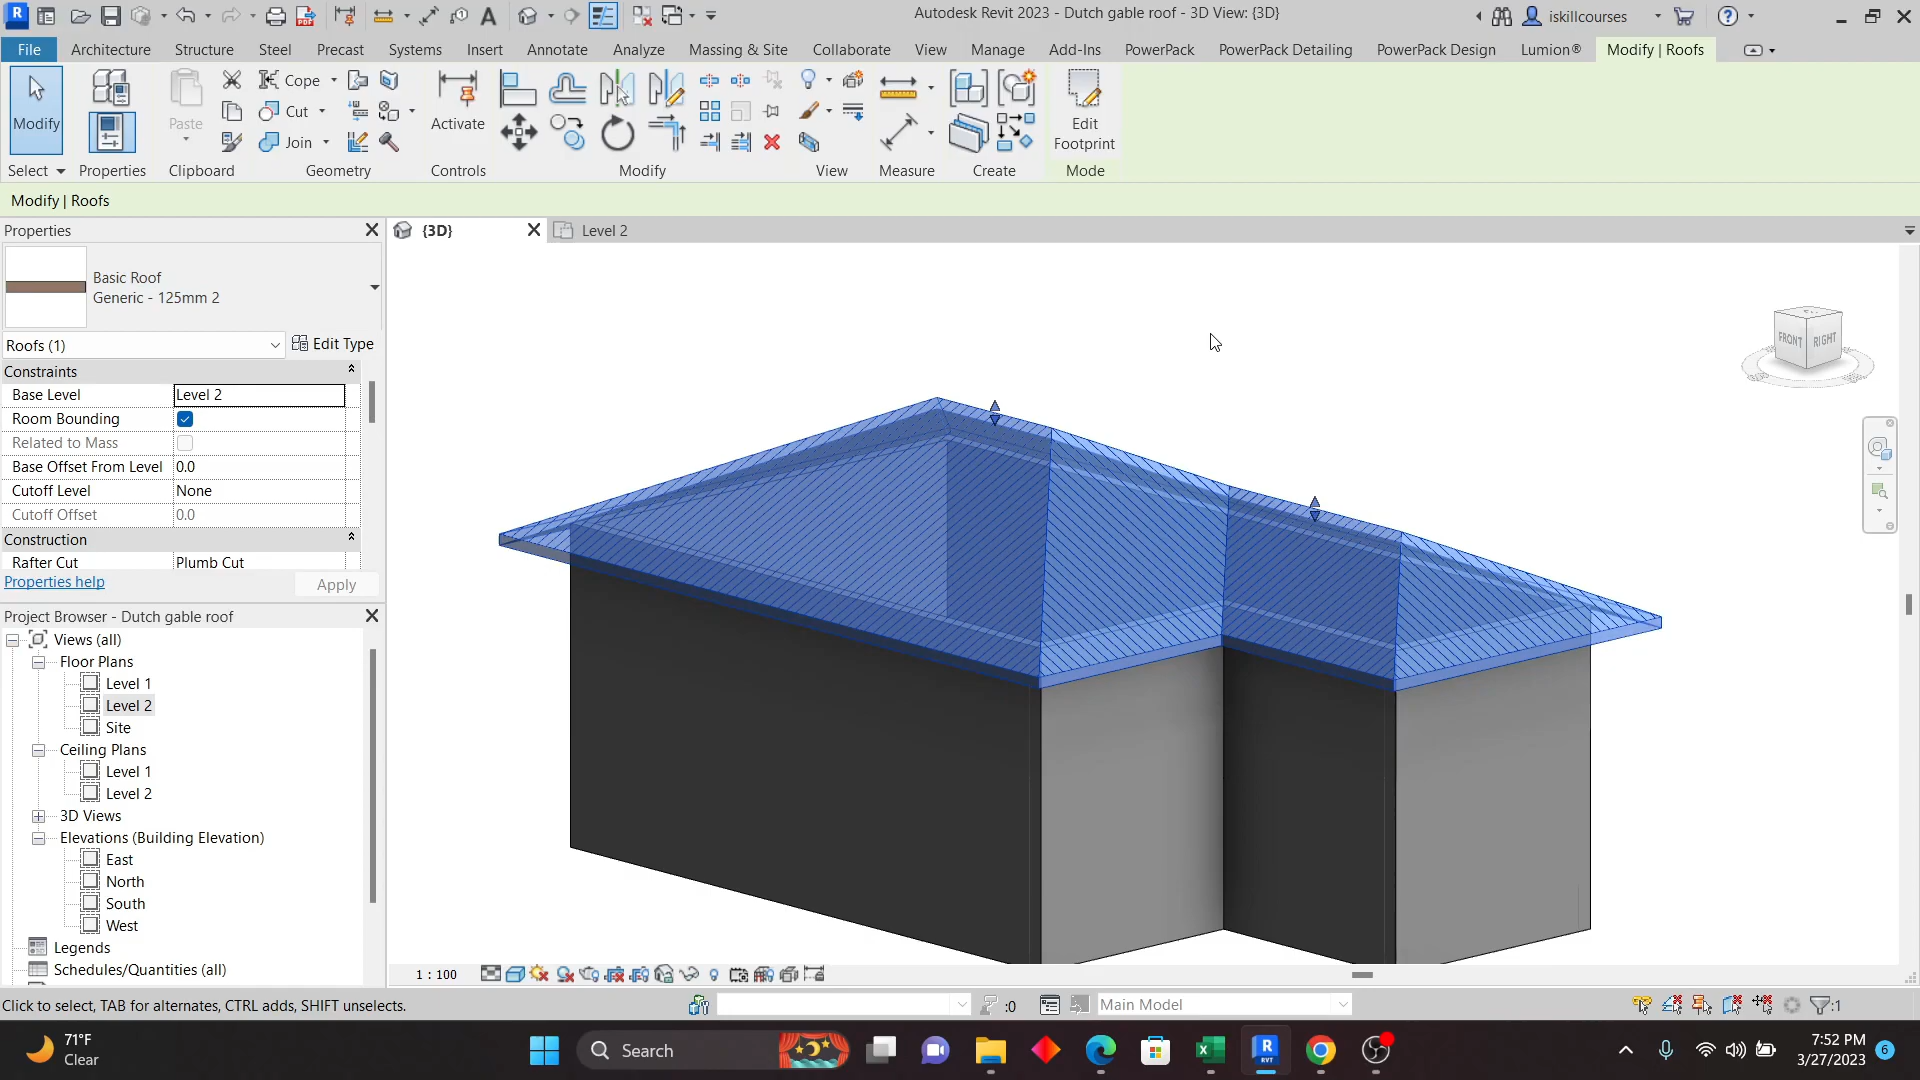 Autodesk Revit 2023 - Dutch gable roof - 3D View: {3D}
iskillcourses
File Architecture Structure Steel Precast Systems Insert Annotate Analyze Massing & Site Collaborate View Manage Add-Ins PowerPack PowerPack Detailing PowerPack Design Lumion® Modify | Roofs
Modify
Paste
Cope
Cut
Join
Activate
Edit
Footprint
Select Properties Clipboard Geometry Controls Modify View Measure Create Mode
Modify | Roofs
Properties
{3D}
Level 2
Basic Roof
Generic - 125mm 2
Roofs (1)
Edit Type
Constraints
Base Level Level 2
Room Bounding
Related to Mass
Base Offset From Level 0.0
Cutoff Level None
Cutoff Offset 0.0
Construction
Rafter Cut Plumb Cut
Properties help
Apply
Project Browser - Dutch gable roof
Views (all)
Floor Plans
Level 1
Level 2
Site
Ceiling Plans
Level 1
Level 2
3D Views
Elevations (Building Elevation)
East
North
South
West
Legends
Schedules/Quantities (all)
FRONT RIGHT
1 : 100
Click to select, TAB for alternates, CTRL adds, SHIFT unselects.
:0
Main Model
:1
71°F
Clear
Search
RVT
7:52 PM
3/27/2023
6